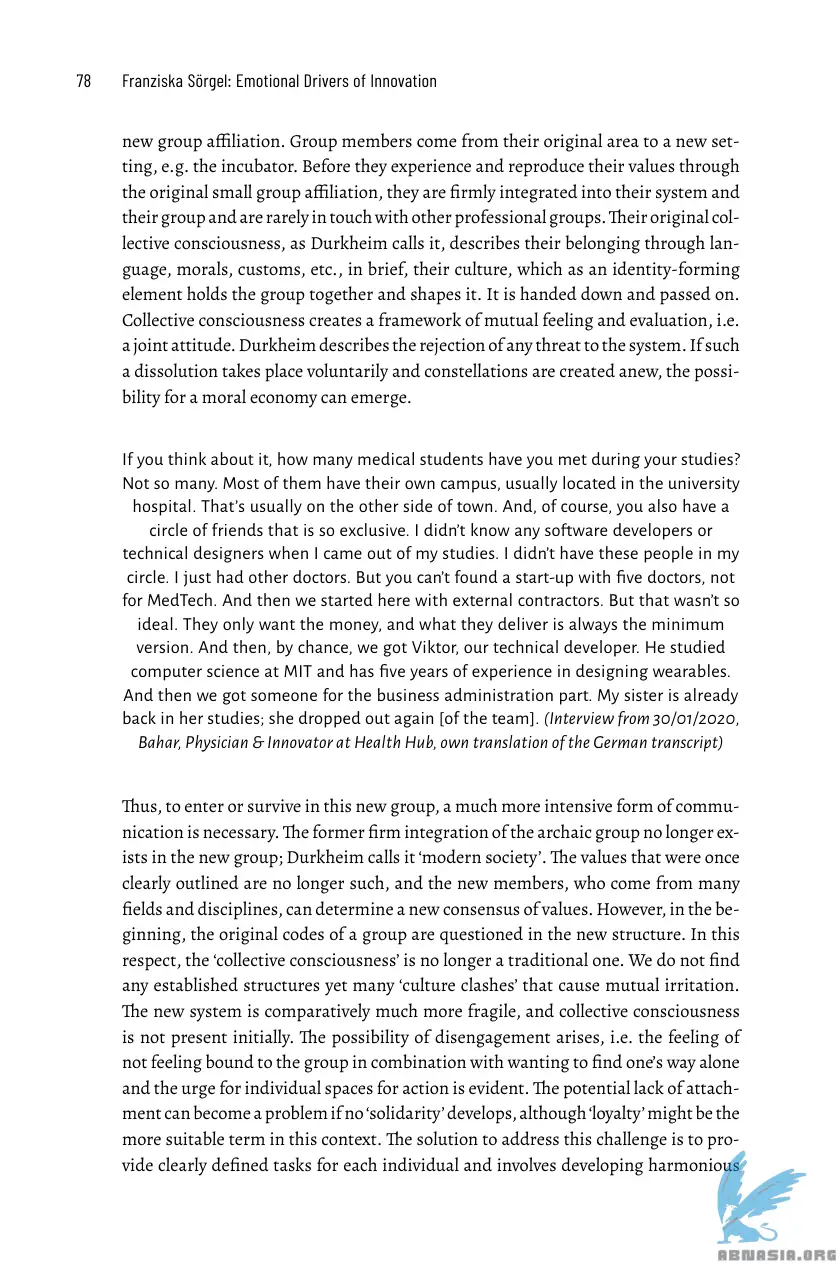 78 Franziska Sörgel: Emotional Drivers of Innovation
new group affiliation. Group members come from their original area to a new set-
ting, e.g. the incubator. Before they experience and reproduce their values through
the original small group affiliation, they are firmly integrated into their system and
their group and are rarely in touch with other professional groups. Their original col-
lective consciousness, as Durkheim calls it, describes their belonging through lan-
guage, morals, customs, etc., in brief, their culture, which as an identity-forming
element holds the group together and shapes it. It is handed down and passed on.
Collective consciousness creates a framework of mutual feeling and evaluation, i.e.
a joint attitude. Durkheim describes the rejection of any threat to the system. If such
a dissolution takes place voluntarily and constellations are created anew, the possi-
bility for a moral economy can emerge.
If you think about it, how many medical students have you met during your studies?
Not so many. Most of them have their own campus, usually located in the university
hospital. That's usually on the other side of town. And, of course, you also have a
circle of friends that is so exclusive. I didn't know any software developers or
technical designers when I came out of my studies. I didn't have these people in my
circle. I just had other doctors. But you can't found a start-up with five doctors, not
for MedTech. And then we started here with external contractors. But that wasn't so
ideal. They only want the money, and what they deliver is always the minimum
version. And then, by chance, we got Viktor, our technical developer. He studied
computer science at MIT and has five years of experience in designing wearables.
And then we got someone for the business administration part. My sister is already
back in her studies; she dropped out again [of the team]. (Interview from 30/01/2020,
Bahar, Physician & Innovator at Health Hub, own translation of the German transcript)
Thus, to enter or survive in this new group, a much more intensive form of commu-
nication is necessary. The former firm integration of the archaic group no longer ex-
ists in the new group; Durkheim calls it ‘modern society’. The values that were once
clearly outlined are no longer such, and the new members, who come from many
fields and disciplines, can determine a new consensus of values. However, in the be-
ginning, the original codes of a group are questioned in the new structure. In this
respect, the ‘collective consciousness’ is no longer a traditional one. We do not find
any established structures yet many ‘culture clashes’ that cause mutual irritation.
The new system is comparatively much more fragile, and collective consciousness
is not present initially. The possibility of disengagement arises, i.e. the feeling of
not feeling bound to the group in combination with wanting to find one's way alone
and the urge for individual spaces for action is evident. The potential lack of attach-
ment can become a problem if no ‘solidarity’ develops, although ‘loyalty’ might be the
more suitable term in this context. The solution to address this challenge is to pro-
vide clearly defined tasks for each individual and involves developing harmonious
ABNASIA.ORG